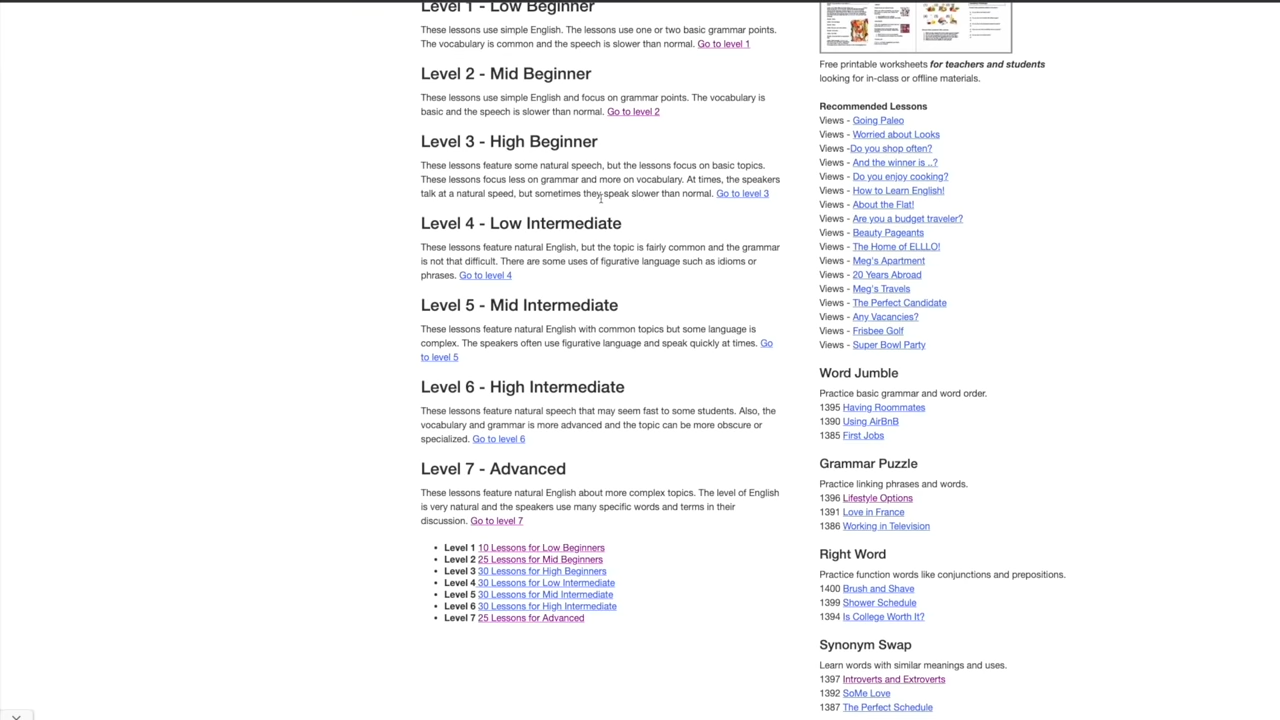 Level 1 - Low Beginner
These lessons use simple English. The lessons use one or two basic grammar points.
The vocabulary is common and the speech is slower than normal. Go to level 1
Level 2 - Mid Beginner
These lessons use simple English and focus on grammar points. The vocabulary is
basic and the speech is slower than normal. Go to level 2
Level 3 - High Beginner
These lessons feature some natural speech, but the lessons focus on basic topics.
These lessons focus less on grammar and more on vocabulary. At times, the speakers
talk at a natural speed, but sometimes they speak slower than normal. Go to level 3
Level 4 - Low Intermediate
These lessons feature natural English, but the topic is fairly common and the grammar
is not that difficult. There are some uses of figurative language such as idioms or
phrases. Go to level 4
Level 5 - Mid Intermediate
These lessons feature natural English with common topics but some language is
complex. The speakers often use figurative language and speak quickly at times. Go
to level 5
Level 6 - High Intermediate
These lessons feature natural speech that may seem fast to some students. Also, the
vocabulary and grammar is more advanced and the topic can be more obscure or
specialized. Go to level 6
Level 7 - Advanced
These lessons feature natural English about more complex topics. The level of English
is very natural and the speakers use many specific words and terms in their
discussion. Go to level 7
• Level 1 10 Lessons for Low Beginners
• Level 2 25 Lessons for Mid Beginners
• Level 3 30 Lessons for High Beginners
• Level 4 30 Lessons for Low Intermediate
• Level 5 30 Lessons for Mid Intermediate
• Level 6 30 Lessons for High Intermediate
• Level 7 25 Lessons for Advanced
Free printable worksheets for teachers and students
looking for in-class or offline materials.
Recommended Lessons
Views - Going Paleo
Views - Worried about Looks
Views -Do you shop often?
Views - And the winner is ..?
Views - Do you enjoy cooking?
Views - How to Learn English!
Views - About the Flat!
Views - Are you a budget traveler?
Views - Beauty Pageants
Views - The Home of ELLLO!
Views - Meg's Apartment
Views - 20 Years Abroad
Views - Meg's Travels
Views - The Perfect Candidate
Views - Any Vacancies?
Views - Frisbee Golf
Views - Super Bowl Party
Word Jumble
Practice basic grammar and word order.
1395 Having Roommates
1390 Using AirBnB
1385 First Jobs
Grammar Puzzle
Practice linking phrases and words.
1396 Lifestyle Options
1391 Love in France
1386 Working in Television
Right Word
Practice function words like conjunctions and prepositions.
1400 Brush and Shave
1399 Shower Schedule
1394 Is College Worth It?
Synonym Swap
Learn words with similar meanings and uses.
1397 Introverts and Extroverts
1392 SoMe Love
1387 The Perfect Schedule